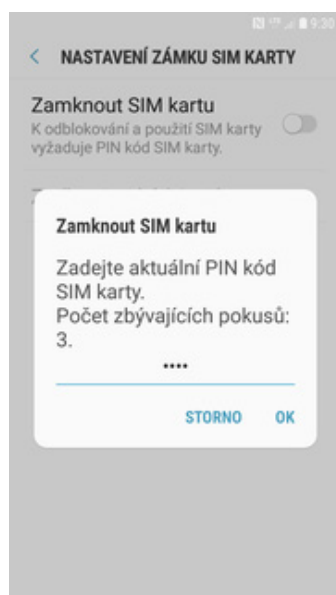 9:30
NASTAVENÍ ZÁMKU SIM KARTY
Zamknout SIM kartu
K odblokování a použití SIM karty
vyžaduje PIN kód SIM karty.
Zamknout SIM kartu
Zadejte aktuální PIN kód
SIM karty.
Počet zbývajících pokusů:
3.
••••
STORNO OK